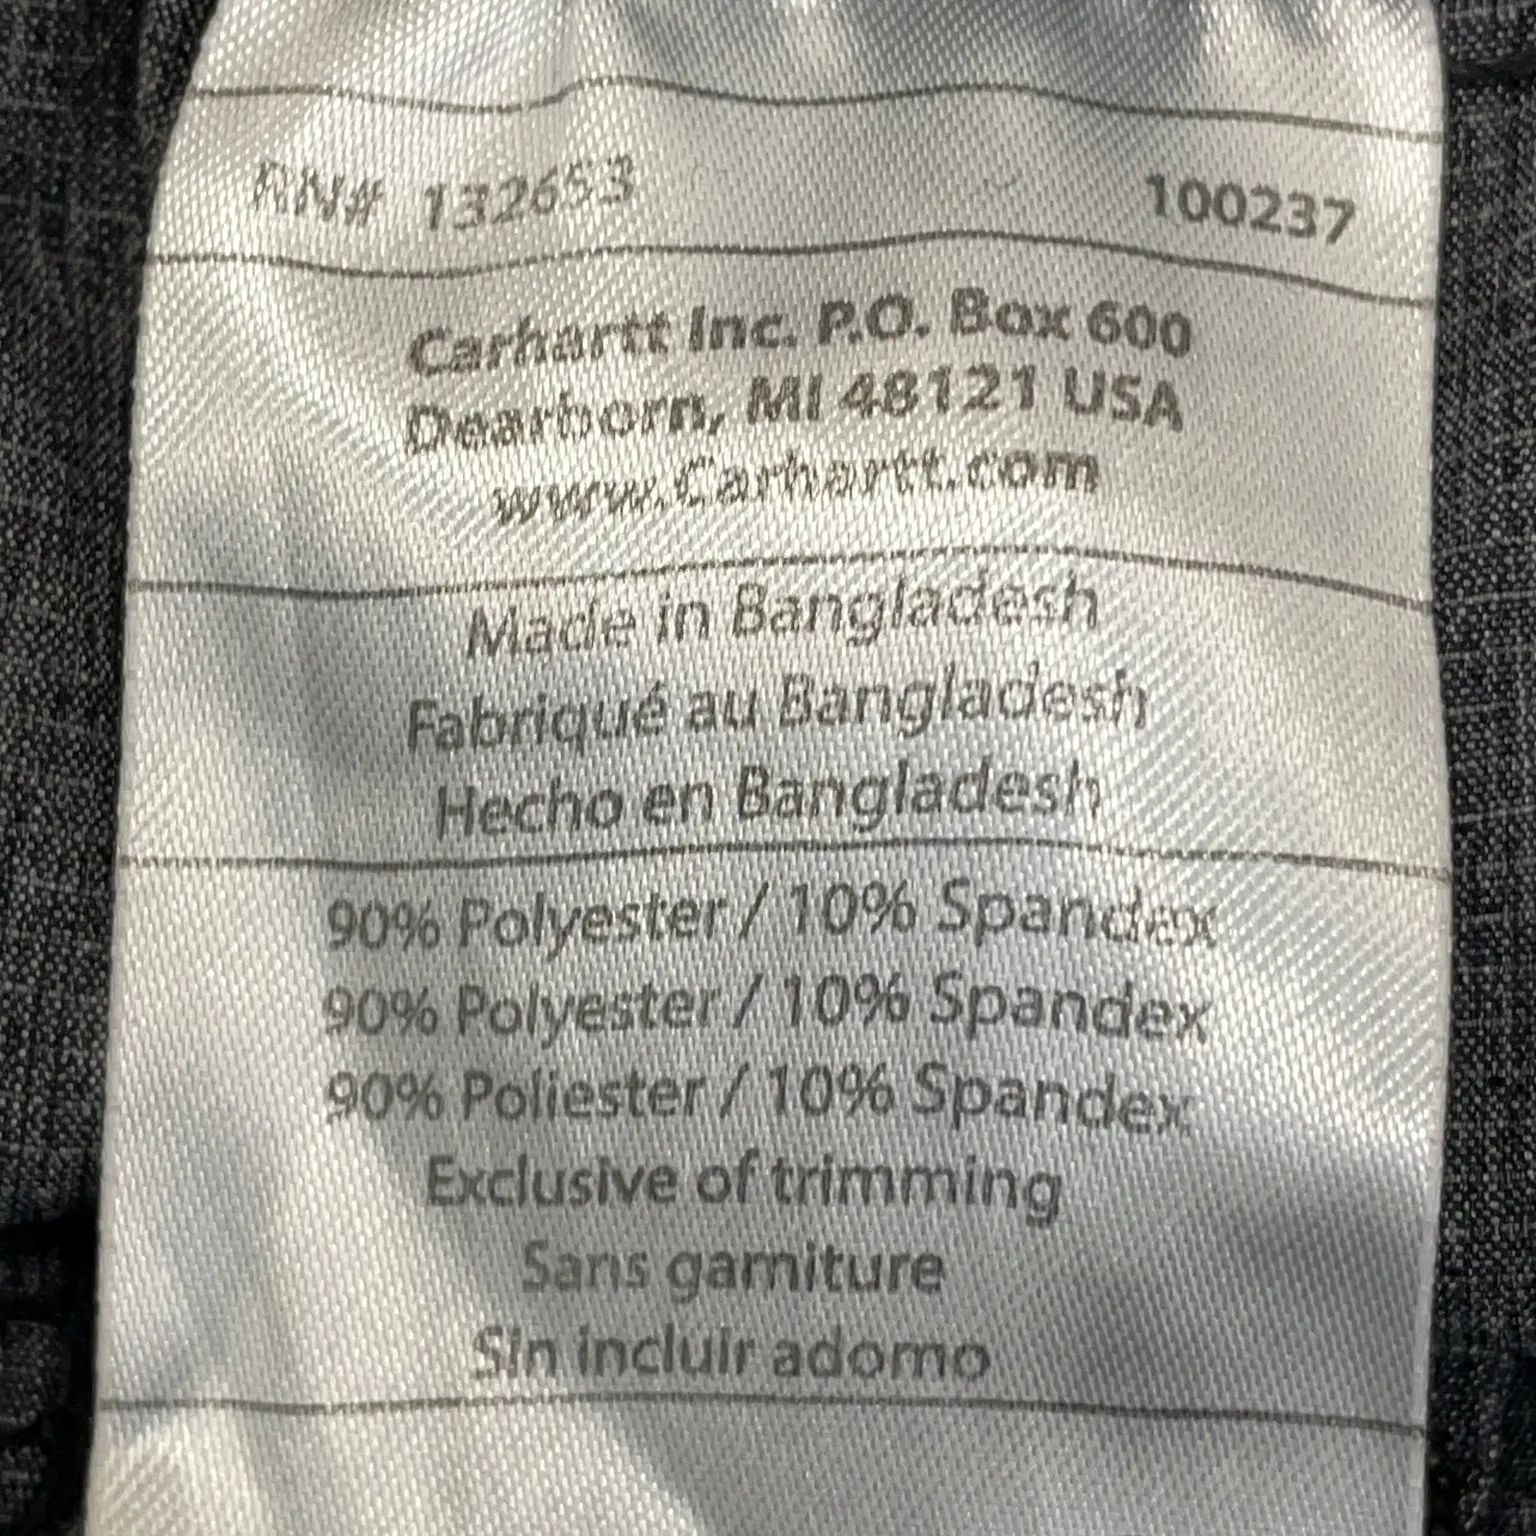 RN# 132653 100237
Carhartt Inc. P.O. Box 600
Dearborn, MI 48121 USA
www.Carhartt.com
Made in Bangladesh
Fabriqué au Bangladesh
Hecho en Bangladesh
90% Polyester / 10% Spandex
90% Polyester / 10% Spandex
90% Poliester / 10% Spandex
Exclusive of trimming
Sans garniture
Sin incluir adorno